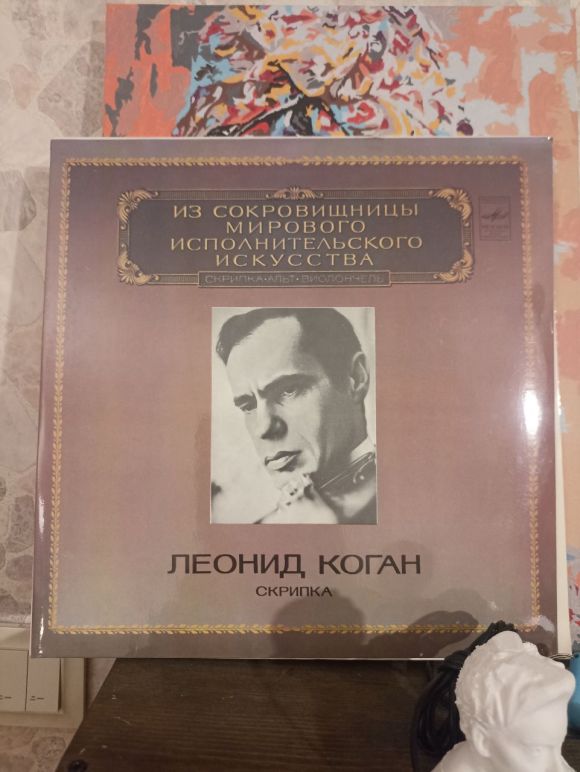 ИЗ СОКРОВИЩНИЦЫ
МИРОВОГО
ИСПОЛНИТЕЛЬСКОГО
ИСКУССТВА
СКРИПКА•АЛЬТ•ВИОЛОНЧЕЛЬ
ЛЕОНИД КОГАН
СКРИПКА